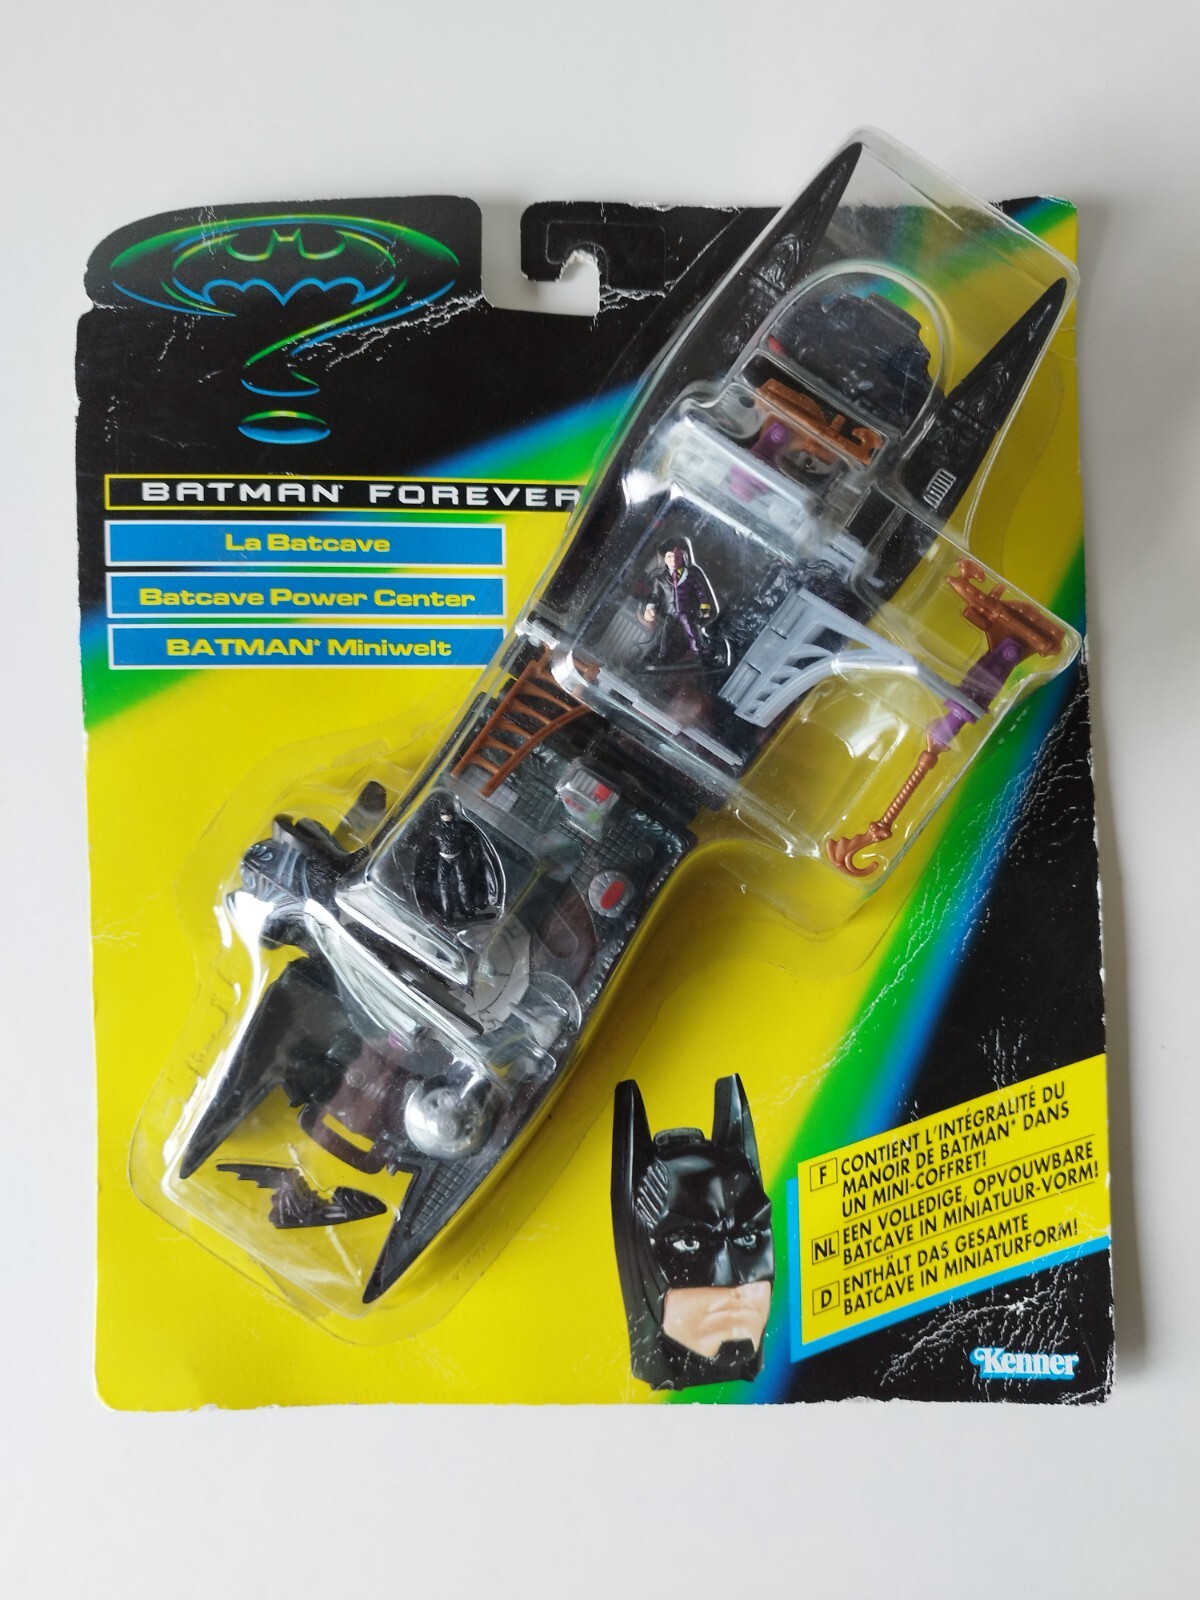 BATMAN* FOREVER
La Batcave
Batcave Power Center
BATMAN* Miniwelt
F CONTIENT L'INTÉGRALITÉ DU
MANOIR DE BATMAN* DANS
UN MINI-COFFRET!
NL EEN VOLLEDIGE, OPVOUWBARE
BATCAVE IN MINIATUUR-VORM!
D ENTHÄLT DAS GESAMTE
BATCAVE IN MINIATURFORM!
Kenner